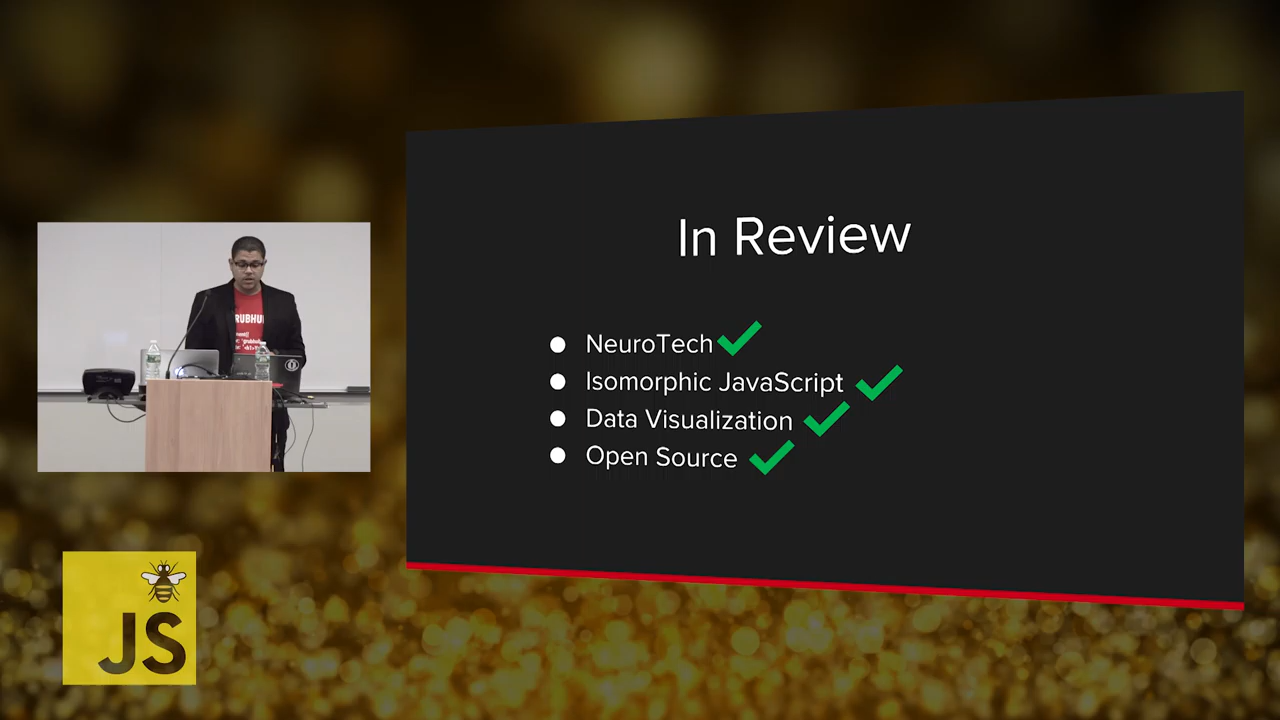 In Review
NeuroTech
Isomorphic JavaScript
Data Visualization
Open Source
JS